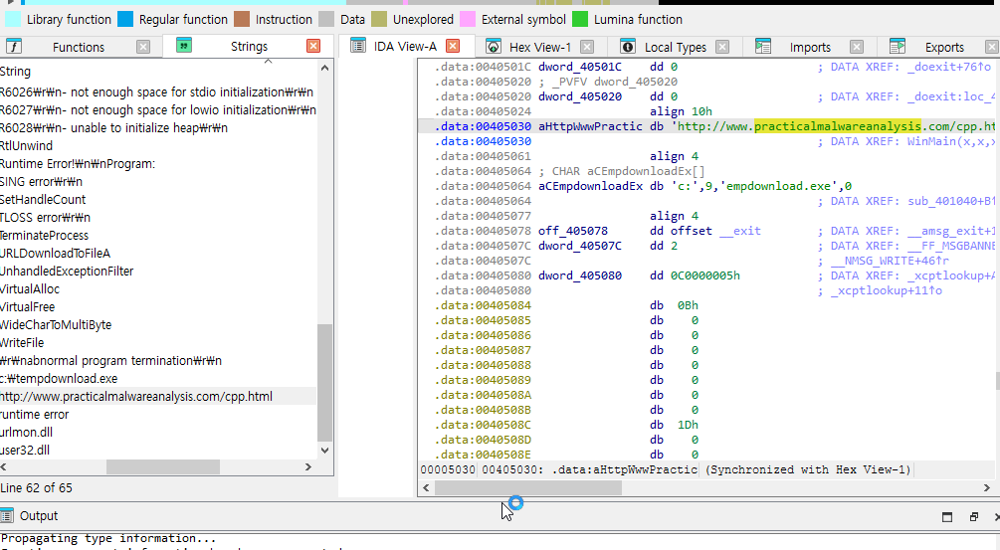 Library function Regular function Instruction Data Unexplored External symbol Lumina function
Functions Strings IDA View-A Hex View-1 Local Types Imports Exports
String
R6026₩r₩n- not enough space for stdio initialization₩r₩n
R6027₩r₩n- not enough space for lowio initialization₩r₩n
R6028₩r₩n- unable to initialize heap₩r₩n
RtlUnwind
Runtime Error!₩n₩nProgram:
SING error₩r₩n
SetHandleCount
TLOSS error₩r₩n
TerminateProcess
URLDownloadToFileA
UnhandledExceptionFilter
VirtualAlloc
VirtualFree
WideCharToMultiByte
WriteFile
₩r₩nabnormal program termination₩r₩n
c:₩tempdownload.exe
http://www.practicalmalwareanalysis.com/cpp.html
runtime error
urlmon.dll
user32.dll
Line 62 of 65
.data:0040501C dword_40501C dd 0 ; DATA XREF: _doexit+76↑o
.data:00405020 ; _PVFV dword_405020
.data:00405020 dword_405020 dd 0 ; DATA XREF: _doexit:loc_4
.data:00405024 align 10h
.data:00405030 aHttpWwwPractic db 'http://www.practicalmalwareanalysis.com/cpp.ht
.data:00405030 ; DATA XREF: WinMain(x,x,x
.data:00405061 align 4
.data:00405064 ; CHAR aCEmpdownloadEx[]
.data:00405064 aCEmpdownloadEx db 'c:',9,'empdownload.exe',0
.data:00405064 ; DATA XREF: sub_401040+B↑
.data:00405077 align 4
.data:00405078 off_405078 dd offset __exit ; DATA XREF: __amsg_exit+1
.data:0040507C dword_40507C dd 2 ; DATA XREF: __FF_MSGBANNE
.data:0040507C ; __NMSG_WRITE+46↑r
.data:00405080 dword_405080 dd 0C0000005h ; DATA XREF: _xcptlookup+
.data:00405080 ; _xcptlookup+11↑o
.data:00405084 db 0Bh
.data:00405085 db 0
.data:00405086 db 0
.data:00405087 db 0
.data:00405088 db 0
.data:00405089 db 0
.data:0040508A db 0
.data:0040508B db 0
.data:0040508C db 1Dh
.data:0040508D db 0
.data:0040508E db 0
00005030 00405030: .data:aHttpWwwPractic (Synchronized with Hex View-1)
Output
Propagating type information...